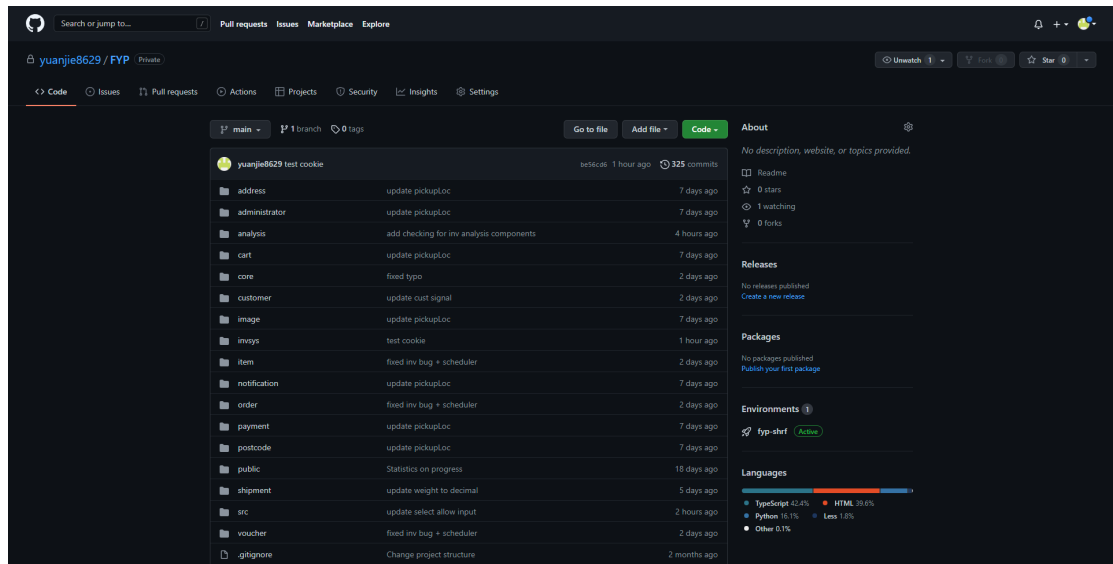 Search or jump to... / Pull requests Issues Marketplace Explore
yuanjie8629 / FYP Private Unwatch 1 Fork 0 Star 0
Code Issues Pull requests Actions Projects Security Insights Settings
main 1 branch 0 tags Go to file Add file Code
yuanjie8629 test cookie be56cd6 1 hour ago 325 commits
address update pickupLoc 7 days ago
administrator update pickupLoc 7 days ago
analysis add checking for inv analysis components 4 hours ago
cart update pickupLoc 7 days ago
core fixed typo 2 days ago
customer update cust signal 2 days ago
image update pickupLoc 7 days ago
invsys test cookie 1 hour ago
item fixed inv bug + scheduler 2 days ago
notification update pickupLoc 7 days ago
order fixed inv bug + scheduler 2 days ago
payment update pickupLoc 7 days ago
postcode update pickupLoc 7 days ago
public Statistics on progress 18 days ago
shipment update weight to decimal 5 days ago
src update select allow input 2 hours ago
voucher fixed inv bug + scheduler 2 days ago
.gitignore Change project structure 2 months ago
About
No description, website, or topics provided.
Readme
0 stars
1 watching
0 forks
Releases
No releases published
Create a new release
Packages
No packages published
Publish your first package
Environments 1
fyp-shrf Active
Languages
TypeScript 42.4% HTML 39.6%
Python 16.1% Less 1.8%
Other 0.1%